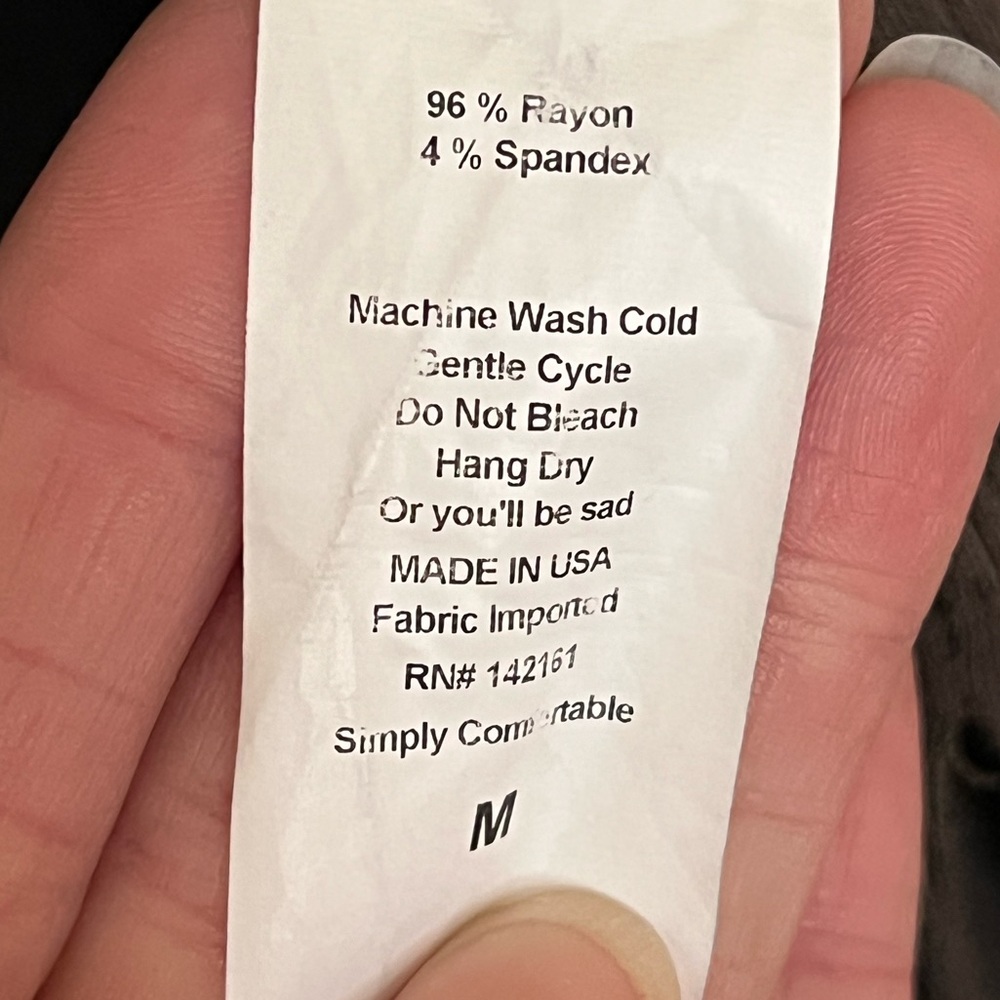 96 % Rayon
4 % Spandex
Machine Wash Cold
Gentle Cycle
Do Not Bleach
Hang Dry
Or you'll be sad
MADE IN USA
Fabric Imported
RN# 142161
Simply Comfortable
M